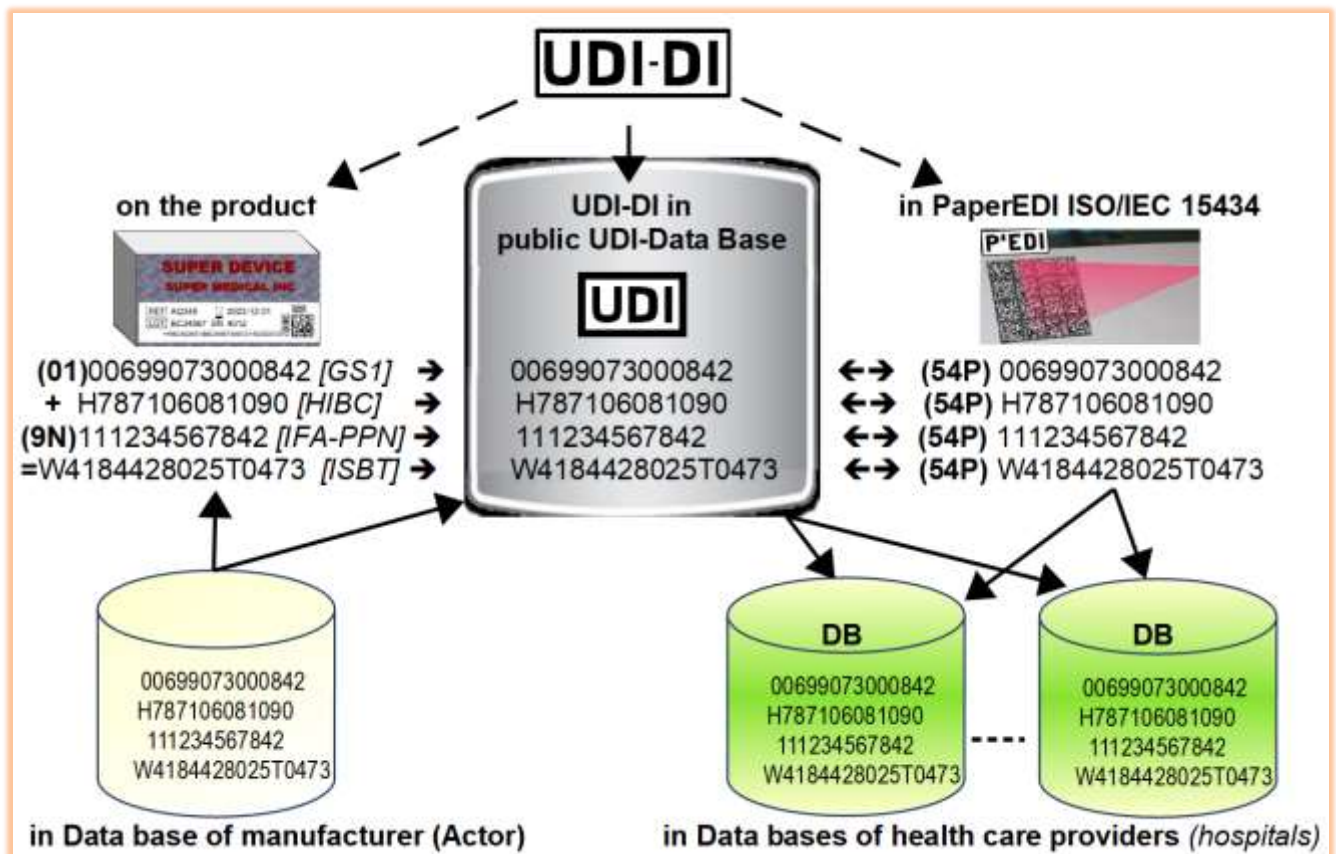 UDI-DI
on the product
UDI-DI in
public UDI-Data Base
in PaperEDI ISO/IEC 15434
P'EDI
SUPER DEVICE
SUPER MEDICAL INC
UDI
REF
LOT
(01)00699073000842 [GS1] ➔ 00699073000842 ←→ (54P) 00699073000842
+ H787106081090 [HIBC] ➔ H787106081090 ←→ (54P) H787106081090
(9N)111234567842 [IFA-PPN] ➔ 111234567842 ←→ (54P) 111234567842
=W4184428025T0473 [ISBT] ➔ W4184428025T0473 ←→ (54P) W4184428025T0473
00699073000842
H787106081090
111234567842
W4184428025T0473
DB
00699073000842
H787106081090
111234567842
W4184428025T0473
DB
00699073000842
H787106081090
111234567842
W4184428025T0473
in Data base of manufacturer (Actor)
in Data bases of health care providers (hospitals)